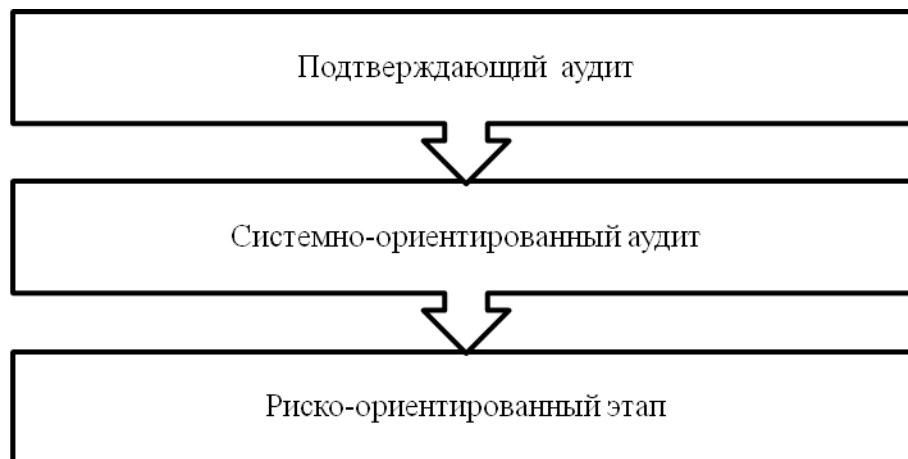 Подтверждающий аудит
Системно-ориентированный аудит
Риско-ориентированный этап